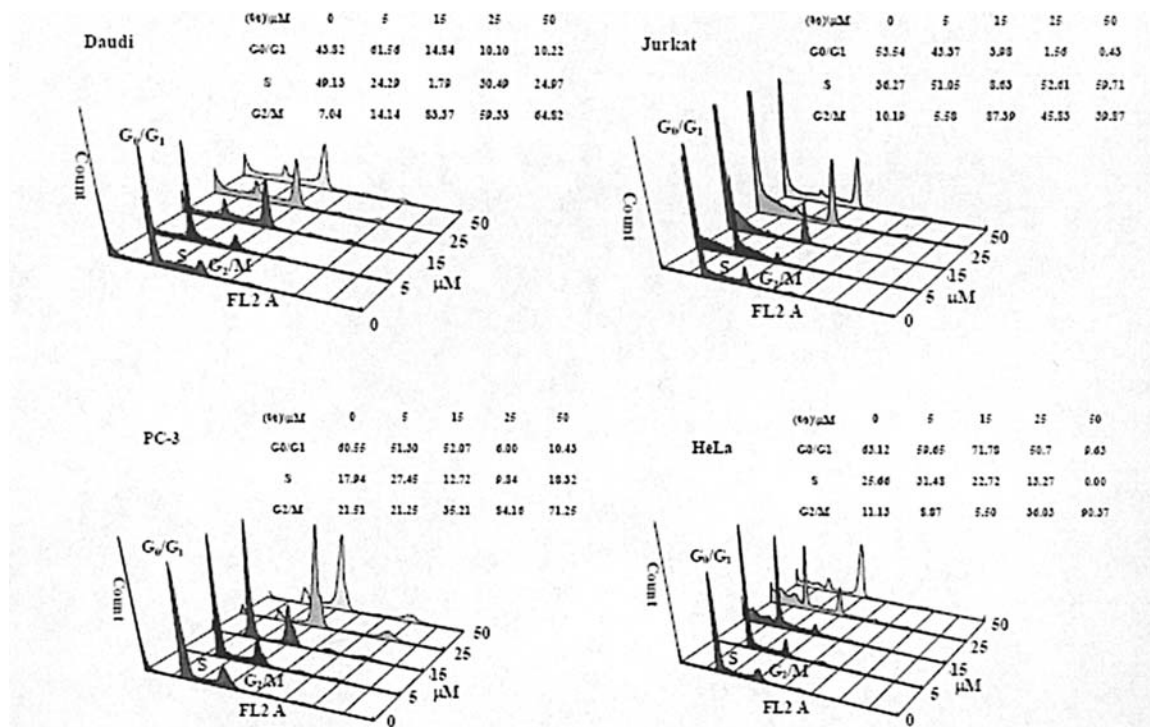 Daudi
(%)/μM 0 5 15 25 50
G0/G1 43.82 61.56 14.84 10.10 10.22
S 49.13 24.29 1.79 30.49 24.97
G2/M 7.04 14.14 83.37 59.33 64.82
G0/G1
Count
S
G2/M
FL2 A
0
5
15
25
50
μM
Jurkat
(%)/μM 0 5 15 25 50
G0/G1 53.54 43.37 3.98 1.56 0.43
S 36.27 51.05 8.63 52.61 59.71
G2/M 10.19 5.58 87.39 45.83 39.87
G0/G1
Count
S
G2/M
FL2 A
0
5
15
25
50
μM
PC-3
(%)/μM 0 5 15 25 50
G0/G1 60.55 51.30 52.07 6.00 10.43
S 17.94 27.45 12.72 9.84 18.32
G2/M 21.51 21.25 35.21 84.16 71.25
G0/G1
Count
S
G2/M
FL2 A
0
5
15
25
50
μM
HeLa
(%)/μM 0 5 15 25 50
G0/G1 63.12 59.65 71.78 50.7 9.63
S 25.66 31.48 22.72 13.27 0.00
G2/M 11.13 8.87 5.50 36.03 90.37
G0/G1
Count
S
G2/M
FL2 A
0
5
15
25
50
μM